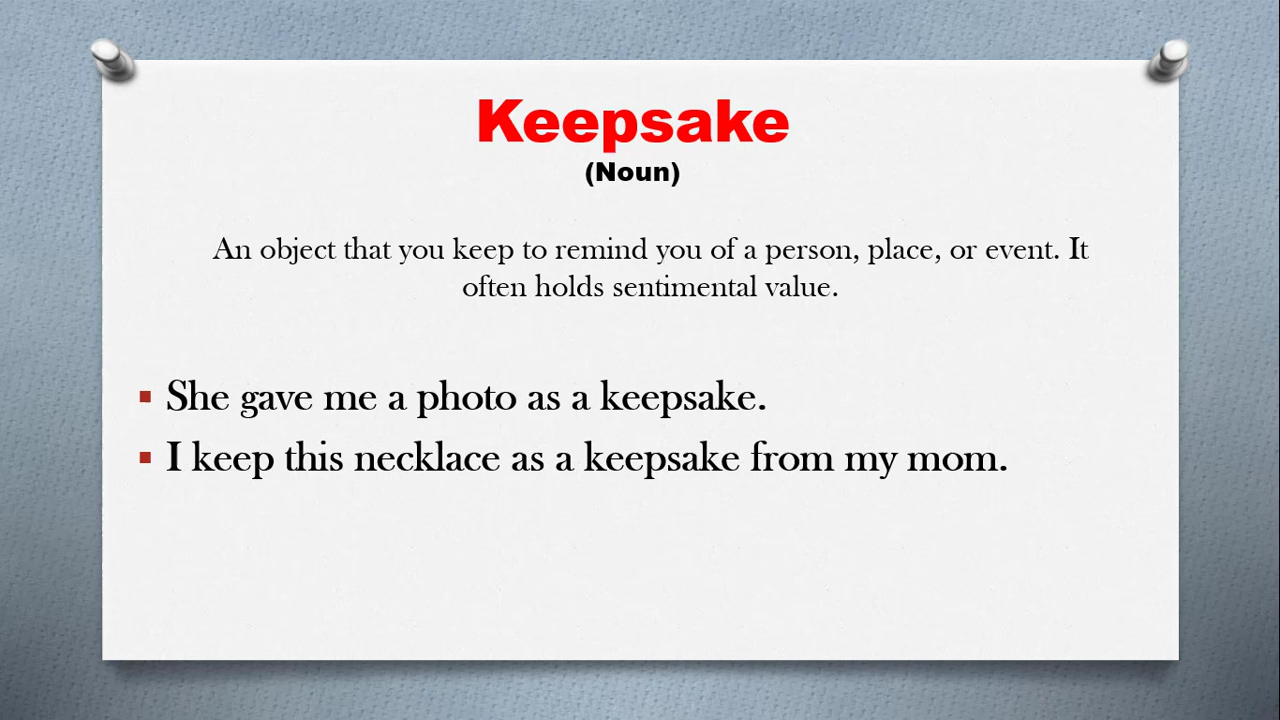 Keepsake
(Noun)
An object that you keep to remind you of a person, place, or event. It
often holds sentimental value.
▪ She gave me a photo as a keepsake.
▪ I keep this necklace as a keepsake from my mom.